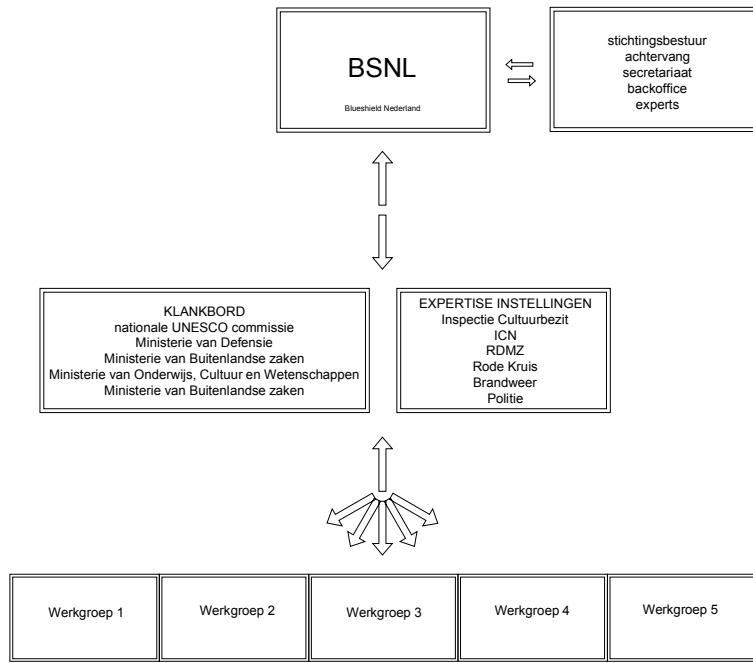 BSNL
Blueshield Nederland
stichtingsbestuur
achtervang
secretariaat
backoffice
experts
KLANKBORD
nationale UNESCO commissie
Ministerie van Defensie
Ministerie van Buitenlandse zaken
Ministerie van Onderwijs, Cultuur en Wetenschappen
Ministerie van Buitenlandse zaken
EXPERTISE INSTELLINGEN
Inspectie Cultuurbezit
ICN
RDMZ
Rode Kruis
Brandweer
Politie
Werkgroep 1
Werkgroep 2
Werkgroep 3
Werkgroep 4
Werkgroep 5